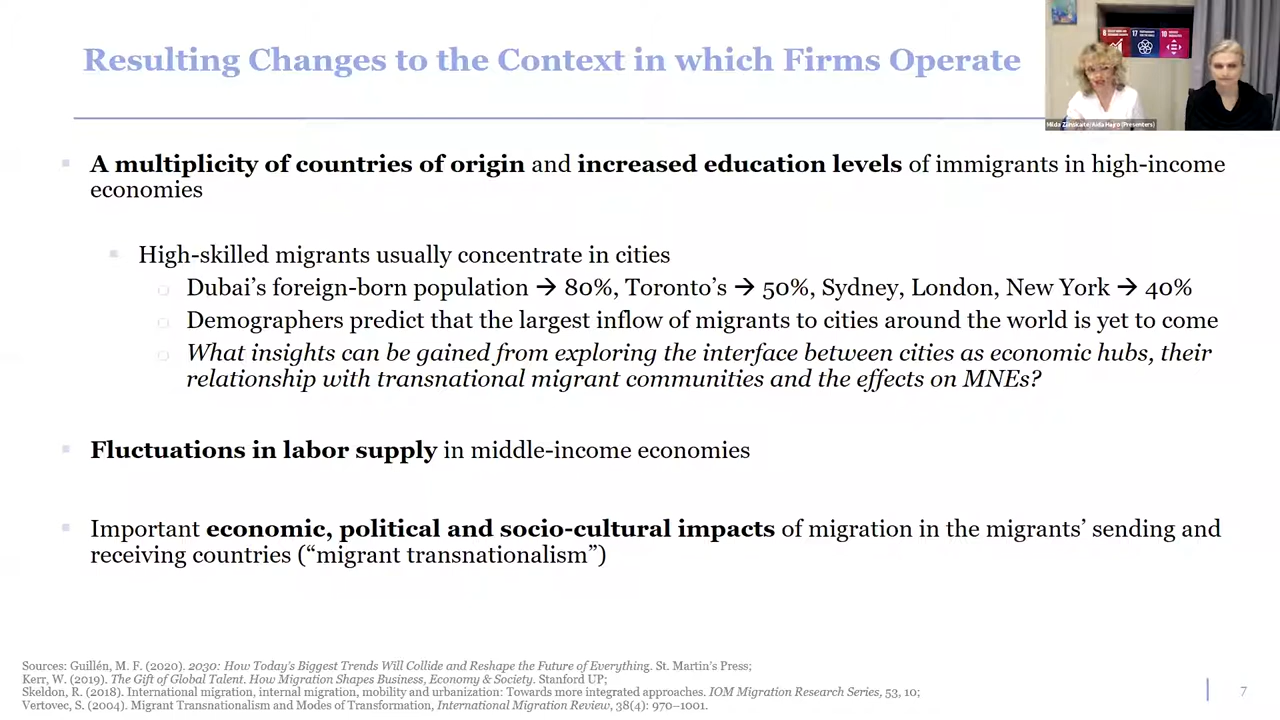 Resulting Changes to the Context in which Firms Operate
Milda Žilinskaitė/Aida Hajro (Presenters)
8
17
10
A multiplicity of countries of origin and increased education levels of immigrants in high-income
economies
High-skilled migrants usually concentrate in cities
Dubai’s foreign-born population → 80%, Toronto’s → 50%, Sydney, London, New York → 40%
Demographers predict that the largest inflow of migrants to cities around the world is yet to come
What insights can be gained from exploring the interface between cities as economic hubs, their
relationship with transnational migrant communities and the effects on MNEs?
Fluctuations in labor supply in middle-income economies
Important economic, political and socio-cultural impacts of migration in the migrants’ sending and
receiving countries (“migrant transnationalism”)
Sources: Guillén, M. F. (2020). 2030: How Today’s Biggest Trends Will Collide and Reshape the Future of Everything. St. Martin’s Press;
Kerr, W. (2019). The Gift of Global Talent. How Migration Shapes Business, Economy & Society. Stanford UP;
Skeldon, R. (2018). International migration, internal migration, mobility and urbanization: Towards more integrated approaches. IOM Migration Research Series, 53, 10;
Vertovec, S. (2004). Migrant Transnationalism and Modes of Transformation, International Migration Review, 38(4): 970–1001.
7